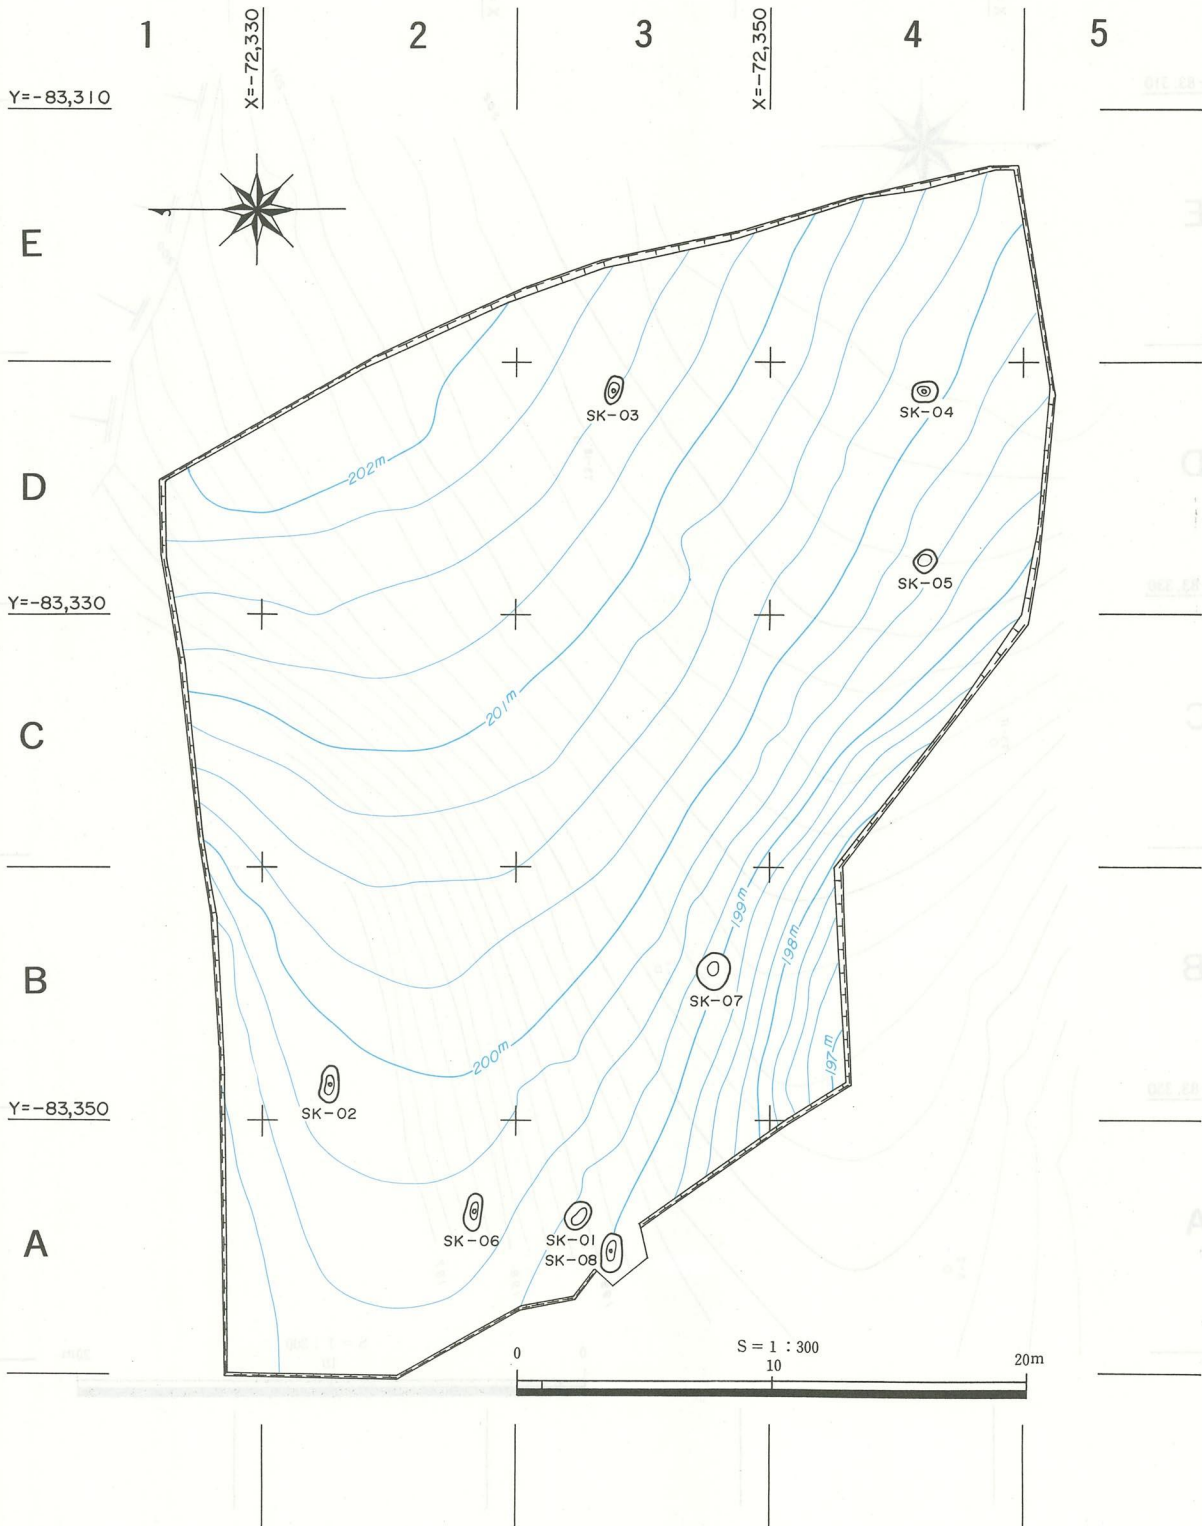 1 2 3 4 5
X=-72,330
X=-72,350
Y=-83,310
E
SK-03
SK-04
202m
D
SK-05
Y=-83,330
201m
C
199m
198m
B
SK-07
197m
200m
SK-02
Y=-83,350
A
SK-06
SK-01
SK-08
S = 1 : 300
0 10 20m